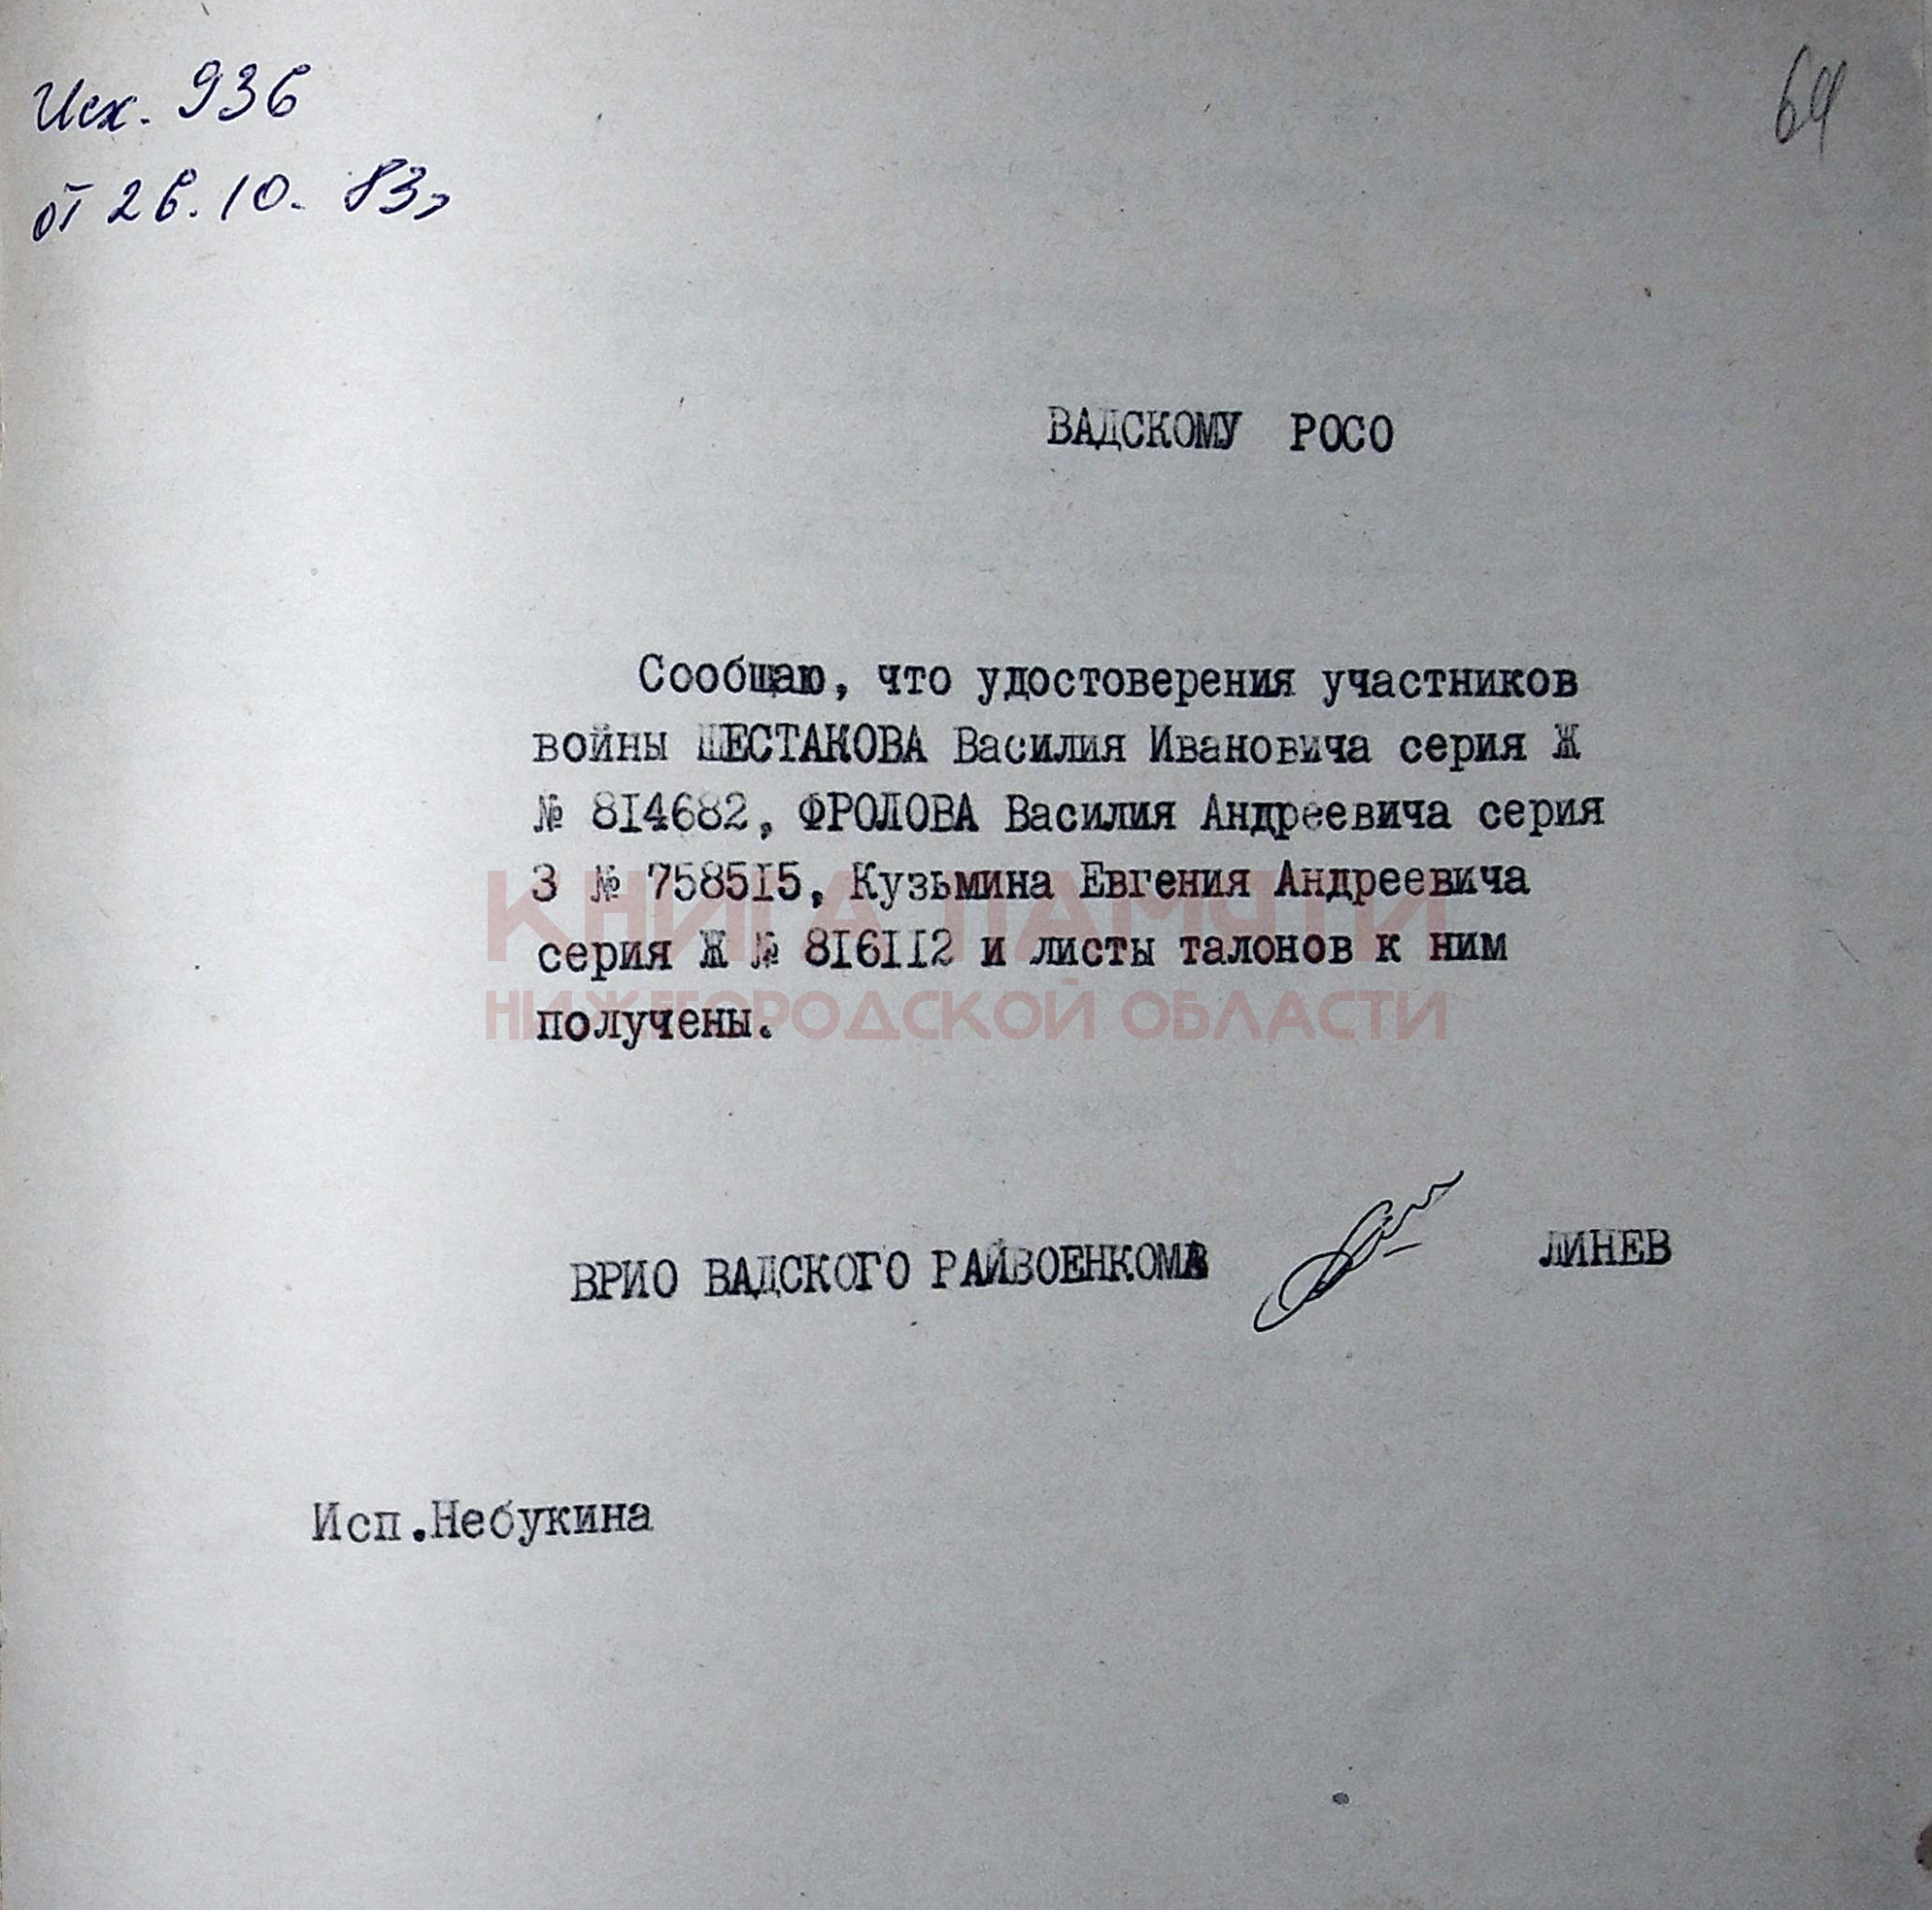 Исх. 936
64
от 26.10.83г
ВАДСКОМУ РОСО
Сообщаю, что удостоверения участников
войны ШЕСТАКОВА Василия Ивановича серия Ж
№ 814682, ФРОЛОВА Василия Андреевича серия
З № 758515, Кузьмина Евгения Андреевича
серия Ж № 816112 и листы талонов к ним
получены.
КНИГА ПАМЯТИ
НИЖЕГОРОДСКОЙ ОБЛАСТИ
ВРИО ВАДСКОГО РАЙВОЕНКОМА ЛИНЕВ
Исп.Небукина